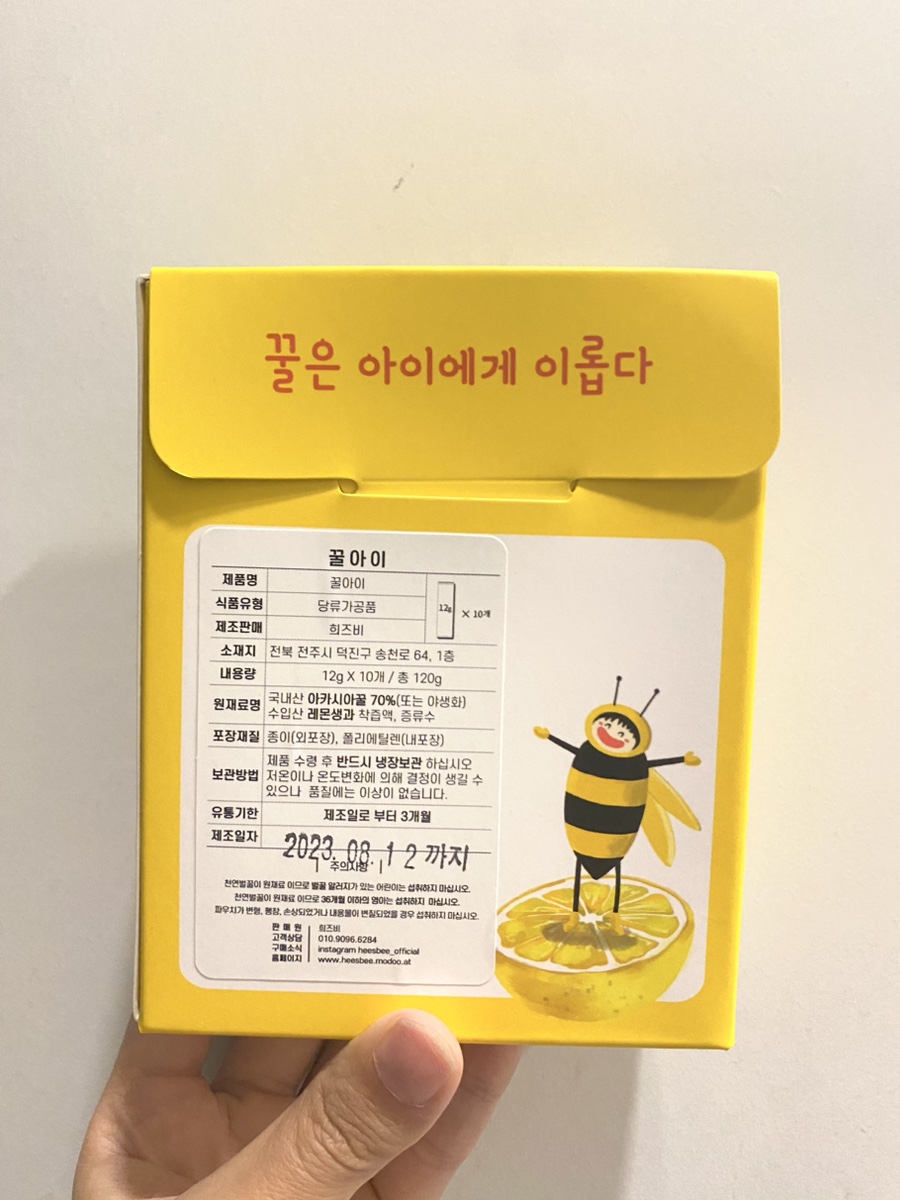 꿀은 아이에게 이롭다
꿀아이
제품명 꿀아이
식품유형 당류가공품
12g X 10개
제조판매 희즈비
소재지 전북 전주시 덕진구 송천로 64, 1층
내용량 12g X 10개 / 총 120g
원재료명 국내산 아카시아꿀 70%(또는 야생화)
수입산 레몬생과 착즙액, 증류수
포장재질 종이(외포장), 폴리에틸렌(내포장)
보관방법 제품 수령 후 반드시 냉장보관 하십시오
저온이나 온도변화에 의해 결정이 생길 수
있으나 품질에는 이상이 없습니다.
유통기한 제조일로 부터 3개월
제조일자 2023. 08. 12 까지
| 주의사항 |
천연벌꿀이 원재료 이므로 벌꿀 알러지가 있는 어린이는 섭취하지 마십시오.
천연벌꿀이 원재료 이므로 36개월 이하의 영아는 섭취하지 마십시오.
파우치가 변형, 팽창, 손상되었거나 내용물이 변질되었을 경우 섭취하지 마십시오.
판매원 희즈비
고객상담 010.9096.6284
구매소식 instagram heesbee_official
홈페이지 www.heesbee.modoo.at